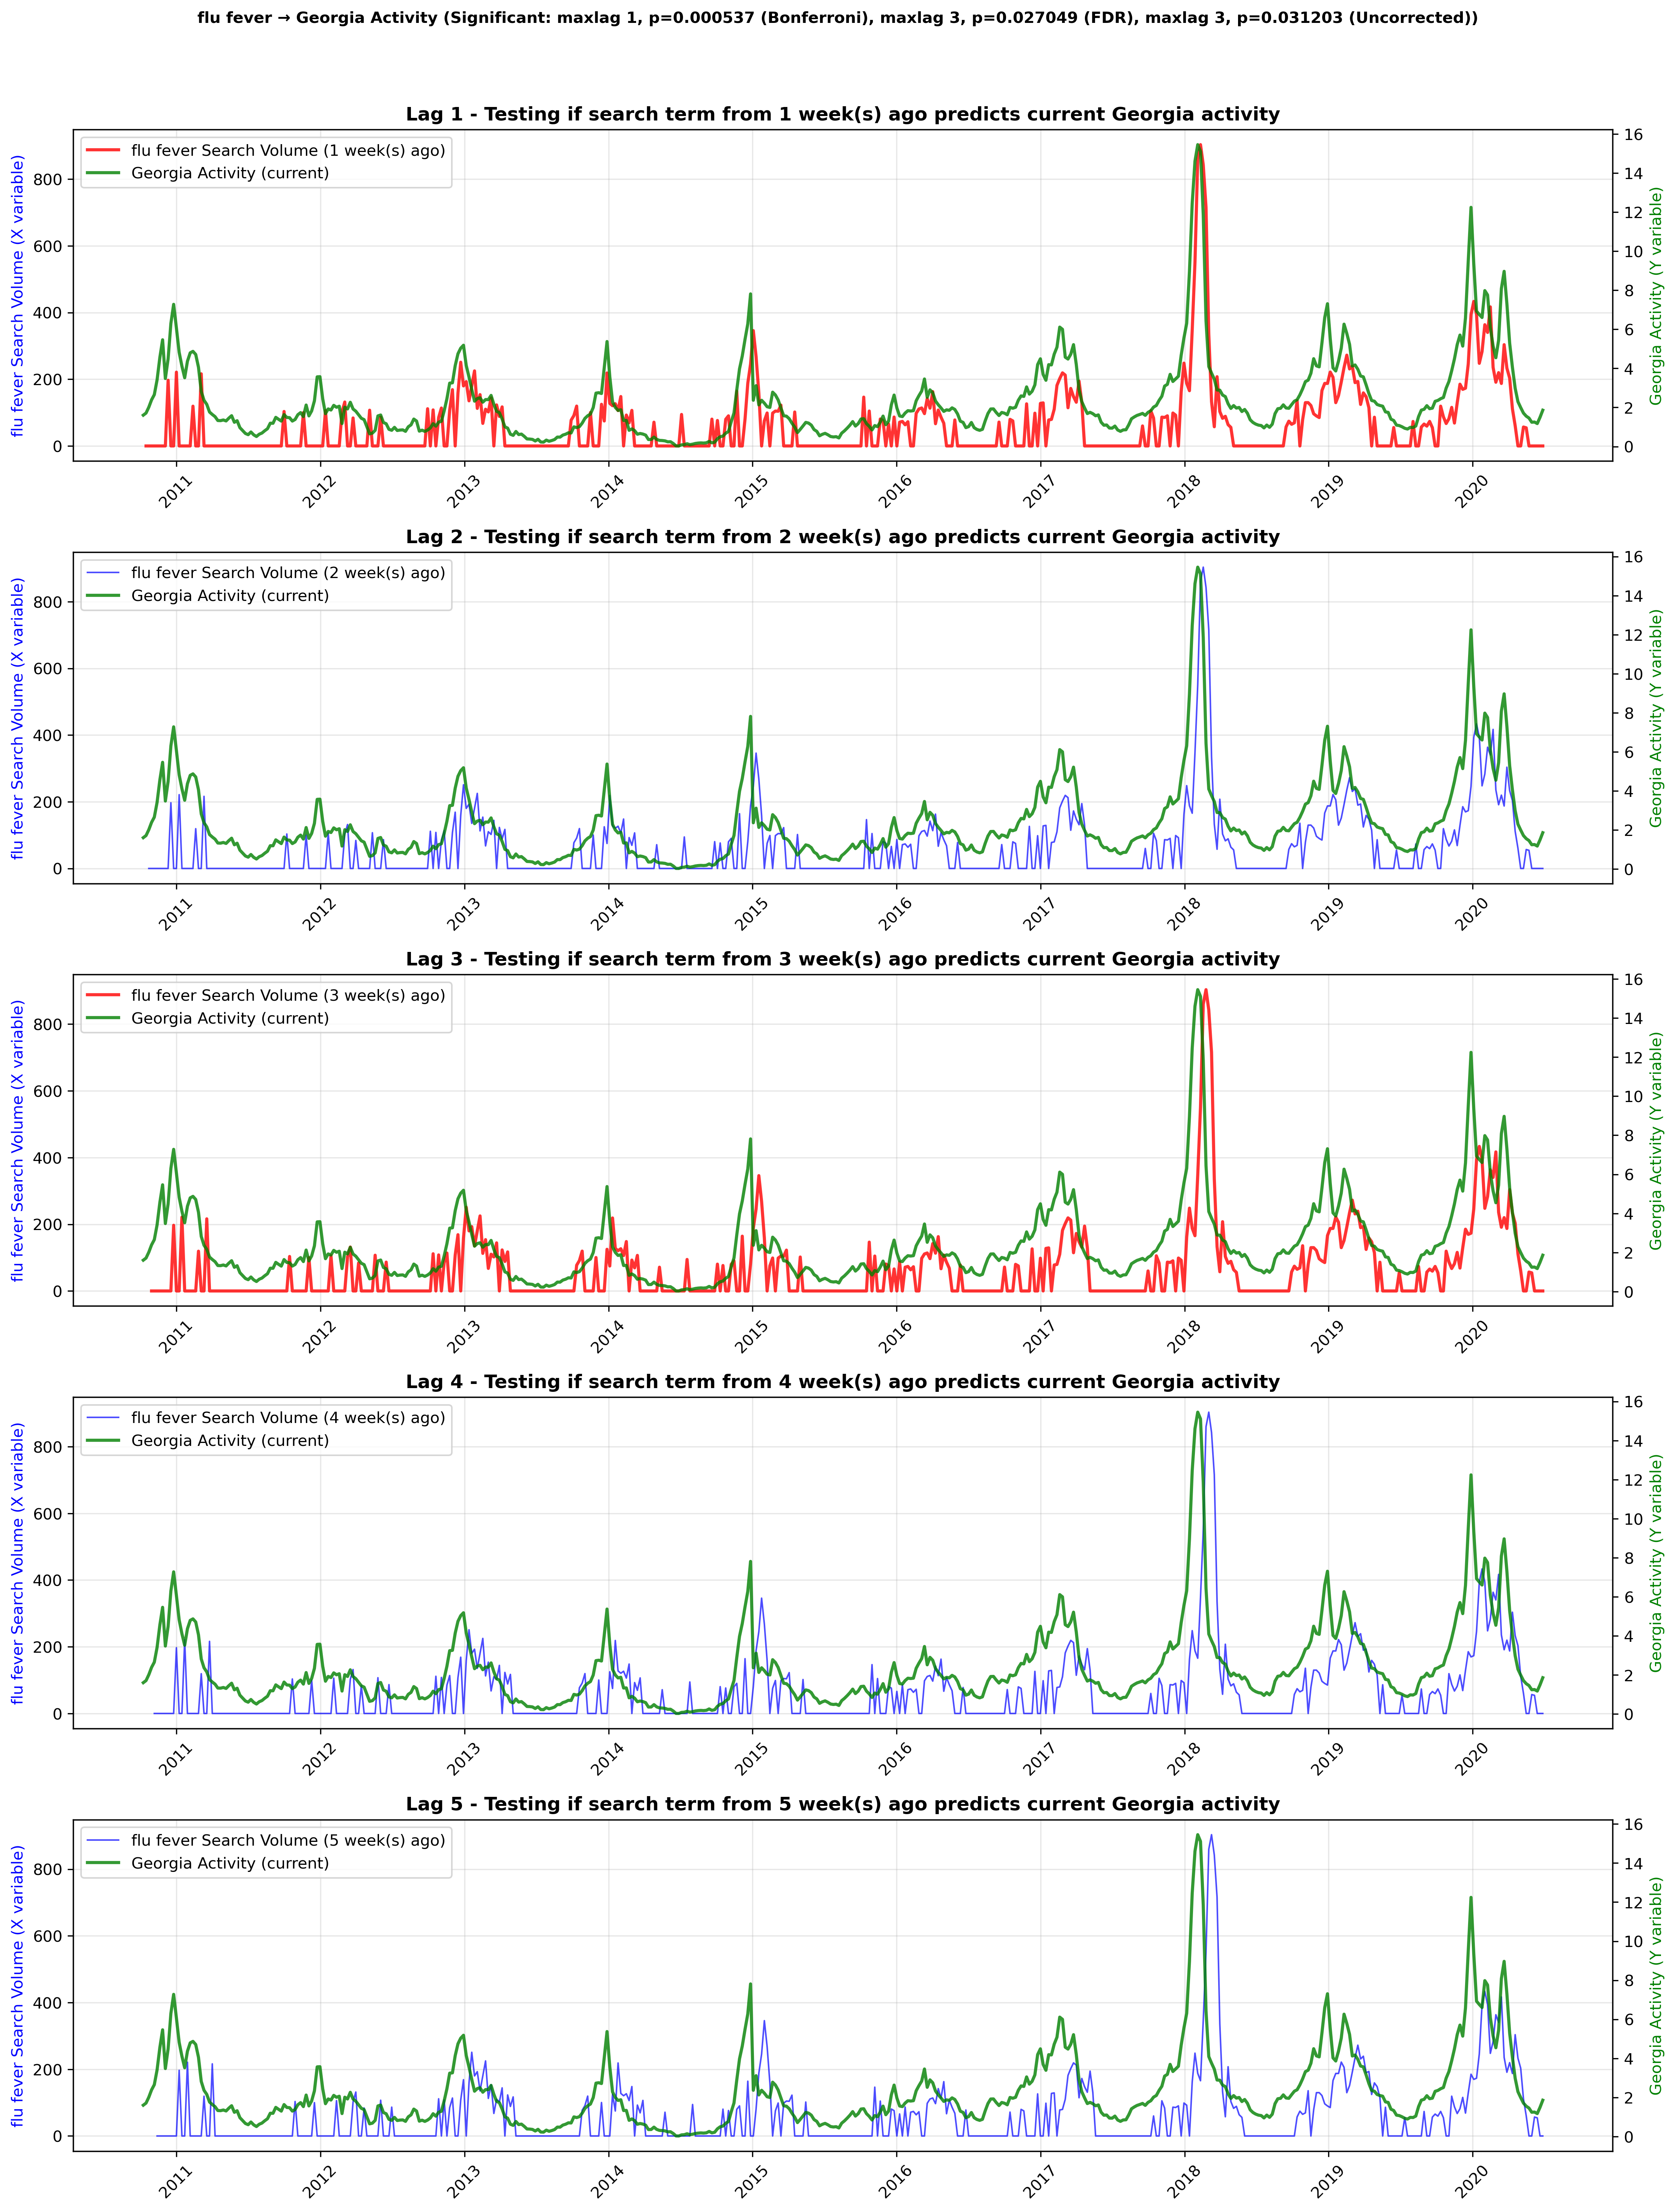 flu fever → Georgia Activity (Significant: maxlag 1, p=0.000537 (Bonferroni), maxlag 3, p=0.027049 (FDR), maxlag 3, p=0.031203 (Uncorrected))
Lag 1 - Testing if search term from 1 week(s) ago predicts current Georgia activity
flu fever Search Volume (1 week(s) ago)
Georgia Activity (current)
flu fever Search Volume (X variable)
800
600
400
200
0
16
14
12
10
8
6
4
2
0
Georgia Activity (Y variable)
2011 2012 2013 2014 2015 2016 2017 2018 2019 2020
Lag 2 - Testing if search term from 2 week(s) ago predicts current Georgia activity
flu fever Search Volume (2 week(s) ago)
Georgia Activity (current)
flu fever Search Volume (X variable)
800
600
400
200
0
16
14
12
10
8
6
4
2
0
Georgia Activity (Y variable)
2011 2012 2013 2014 2015 2016 2017 2018 2019 2020
Lag 3 - Testing if search term from 3 week(s) ago predicts current Georgia activity
flu fever Search Volume (3 week(s) ago)
Georgia Activity (current)
flu fever Search Volume (X variable)
800
600
400
200
0
16
14
12
10
8
6
4
2
0
Georgia Activity (Y variable)
2011 2012 2013 2014 2015 2016 2017 2018 2019 2020
Lag 4 - Testing if search term from 4 week(s) ago predicts current Georgia activity
flu fever Search Volume (4 week(s) ago)
Georgia Activity (current)
flu fever Search Volume (X variable)
800
600
400
200
0
16
14
12
10
8
6
4
2
0
Georgia Activity (Y variable)
2011 2012 2013 2014 2015 2016 2017 2018 2019 2020
Lag 5 - Testing if search term from 5 week(s) ago predicts current Georgia activity
flu fever Search Volume (5 week(s) ago)
Georgia Activity (current)
flu fever Search Volume (X variable)
800
600
400
200
0
16
14
12
10
8
6
4
2
0
Georgia Activity (Y variable)
2011 2012 2013 2014 2015 2016 2017 2018 2019 2020